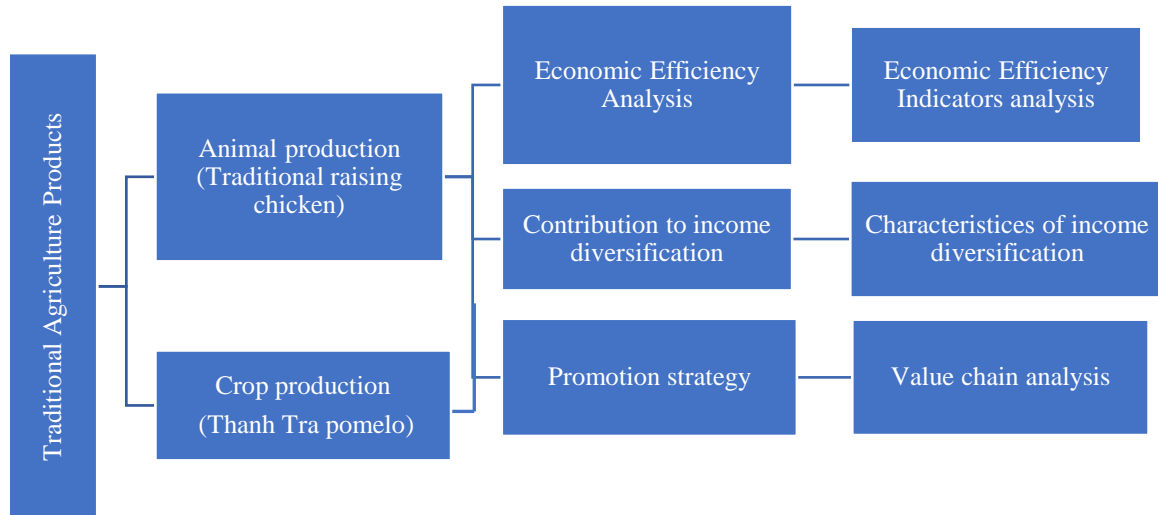 Traditional Agriculture Products
Animal production
(Traditional raising
chicken)
Crop production
(Thanh Tra pomelo)
Economic Efficiency
Analysis
Contribution to income
diversification
Promotion strategy
Economic Efficiency
Indicators analysis
Characteristices of income
diversification
Value chain analysis